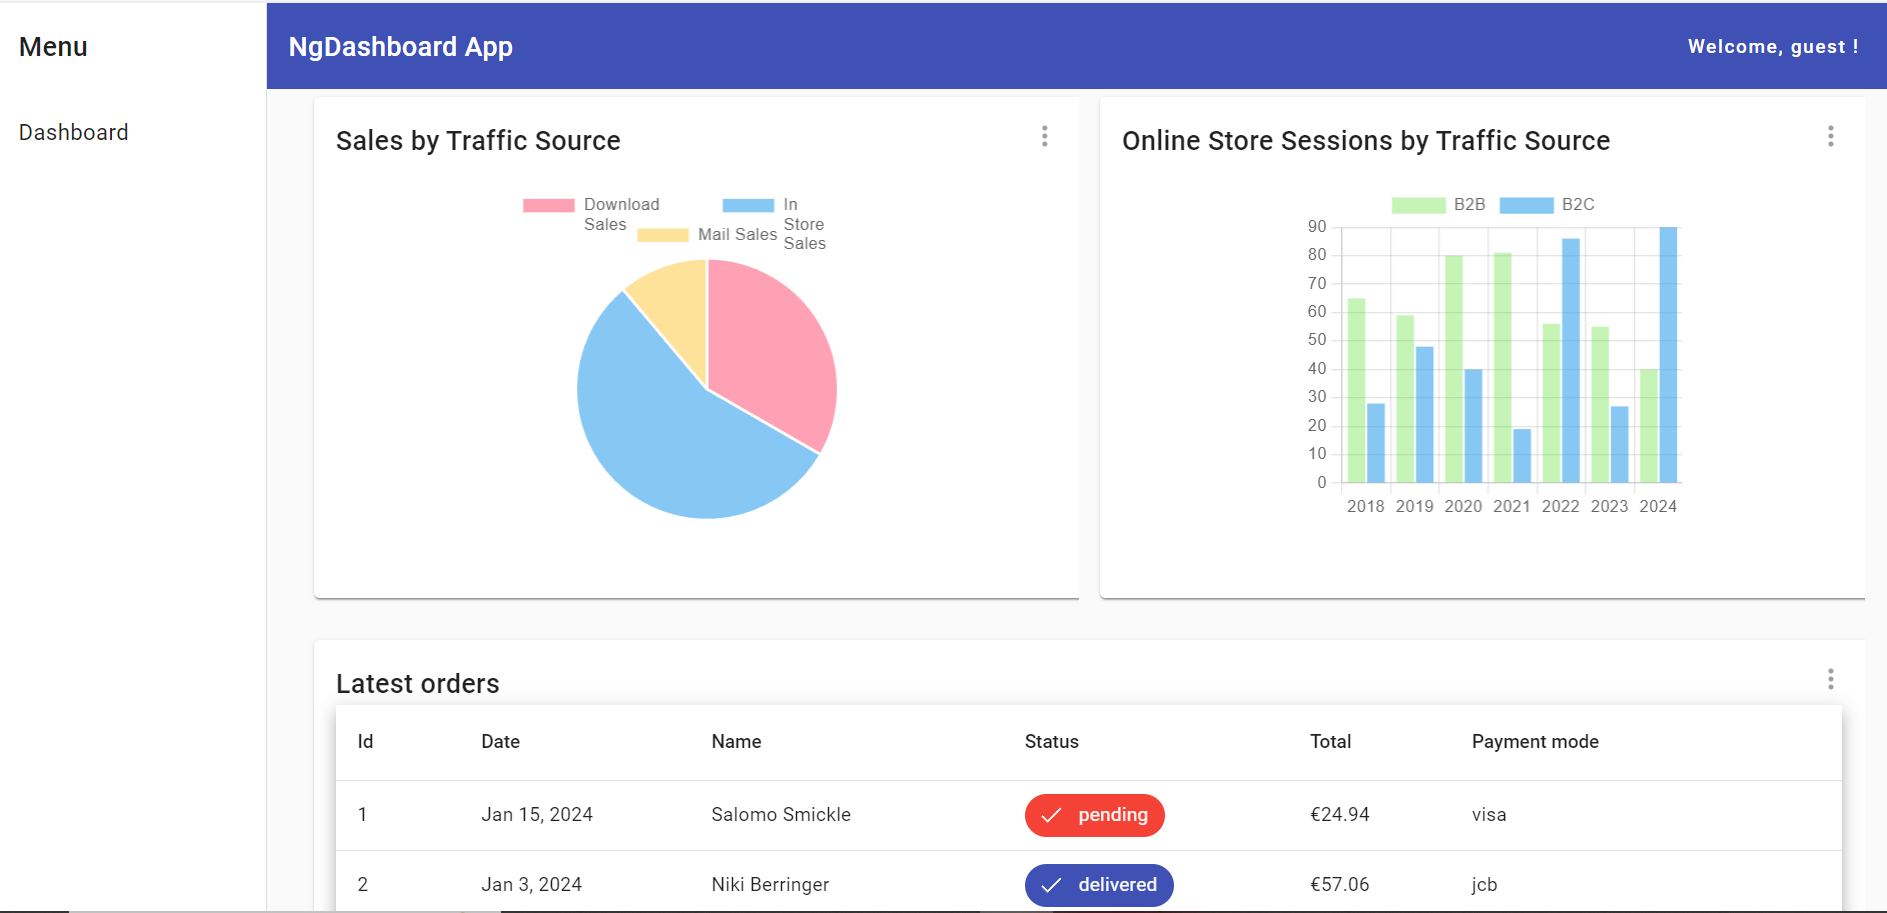 Menu
NgDashboard App
Welcome, guest !
Dashboard
Sales by Traffic Source
Download
Sales
In
Store
Sales
Mail Sales
Online Store Sessions by Traffic Source
B2B B2C
90
80
70
60
50
40
30
20
10
0
2018 2019 2020 2021 2022 2023 2024
Latest orders
Id Date Name Status Total Payment mode
1 Jan 15, 2024 Salomo Smickle pending €24.94 visa
2 Jan 3, 2024 Niki Berringer delivered €57.06 jcb